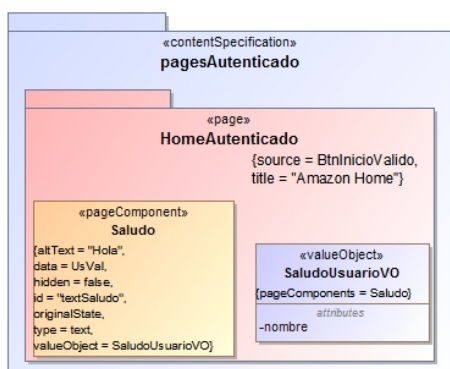 «contentSpecification»
pagesAutenticado
«page»
HomeAutenticado
{source = BtnInicioValido,
title = "Amazon Home"}
«pageComponent»
Saludo
{altText = "Hola",
data = UsVal,
hidden = false,
id = "textSaludo",
originalState,
type = text,
valueObject = SaludoUsuarioVO}
«valueObject»
SaludoUsuarioVO
{pageComponents = Saludo}
attributes
-nombre